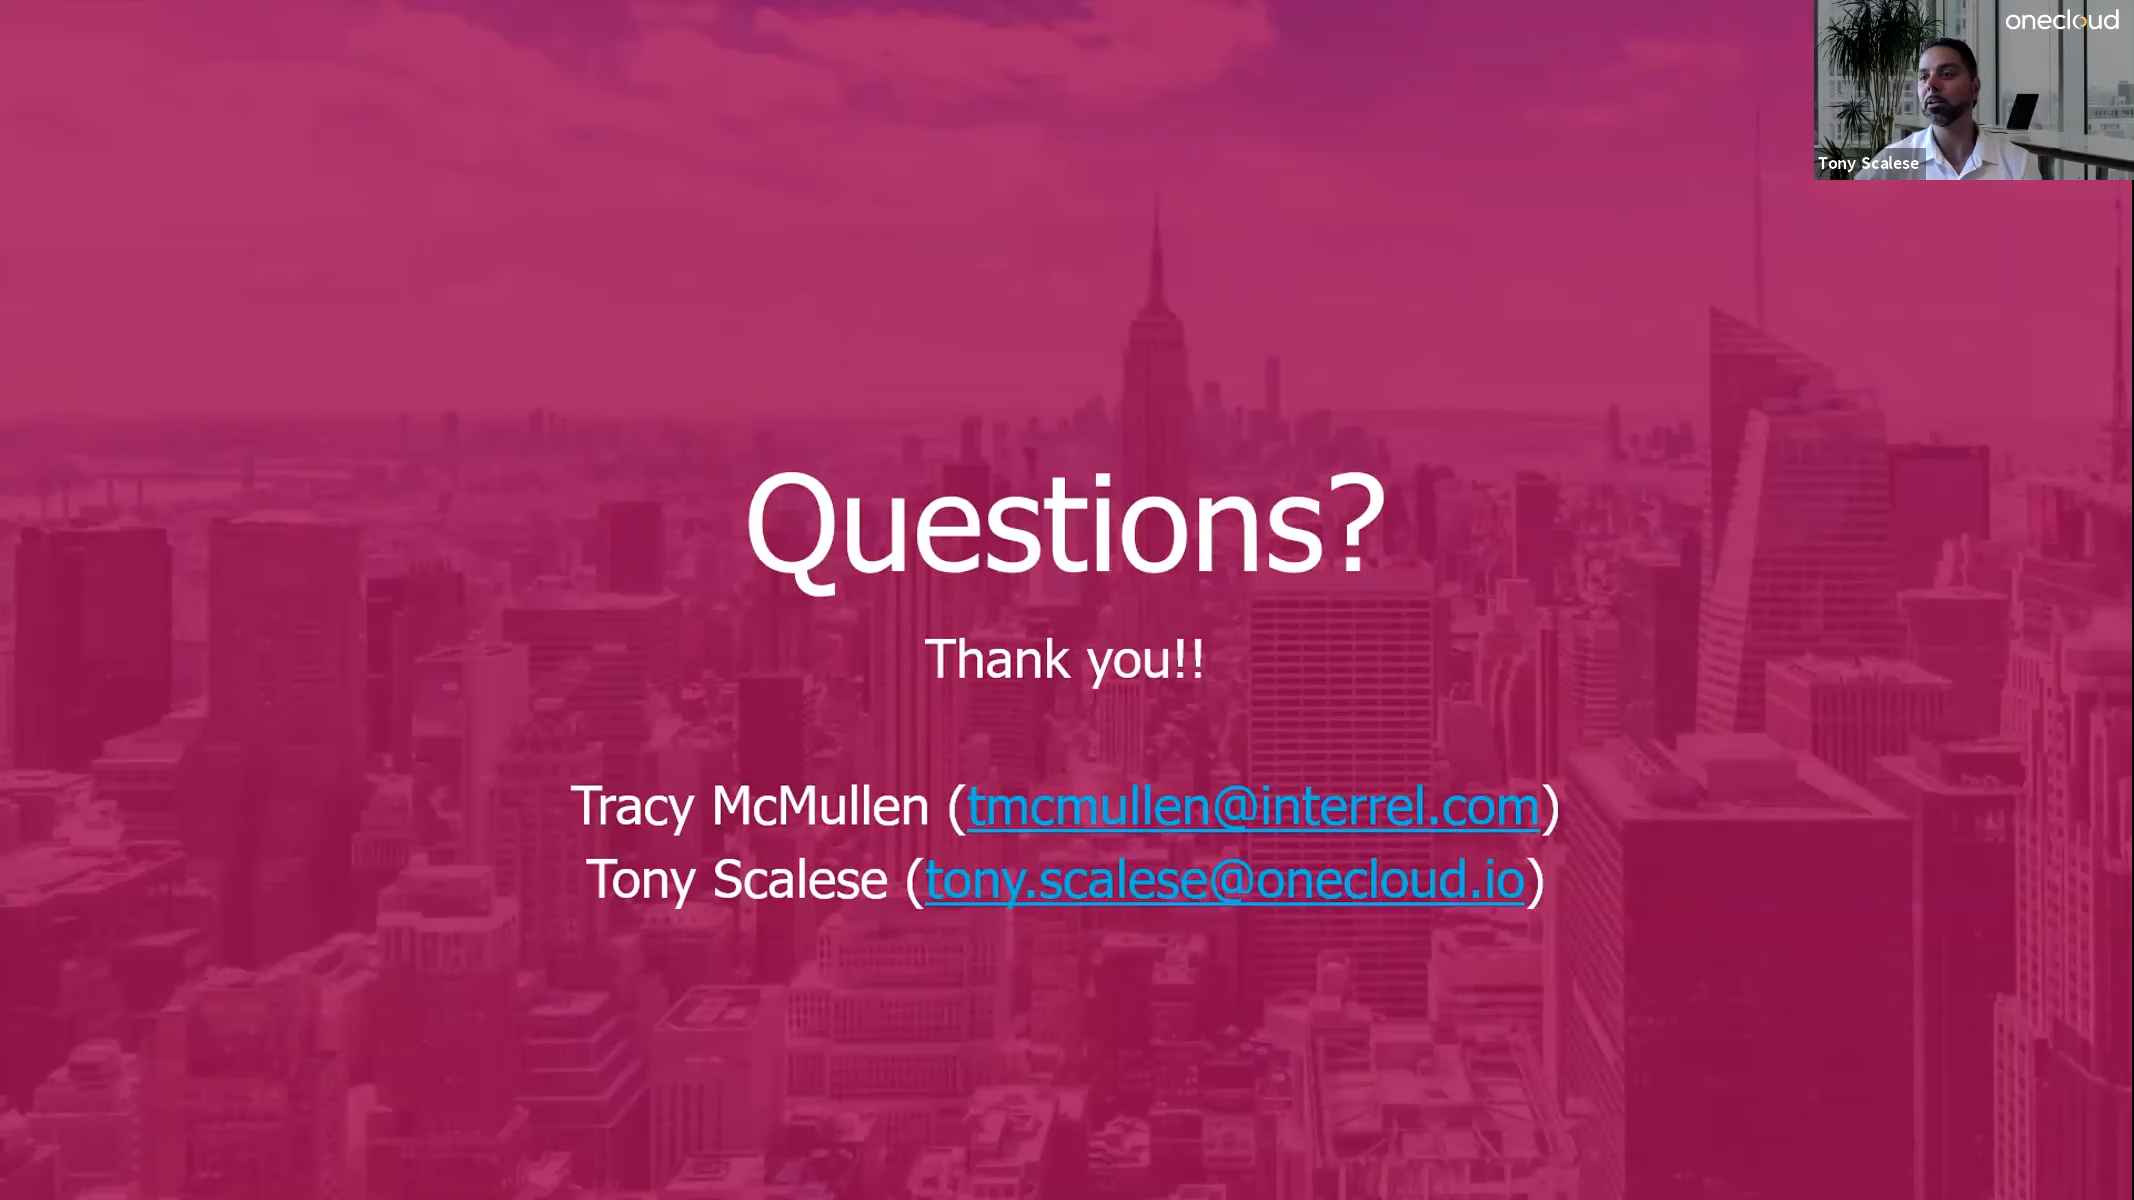 onecloud
Tony Scalese
Questions?
Thank you!!
Tracy McMullen (tmcmullen@interrel.com)
Tony Scalese (tony.scalese@onecloud.io)